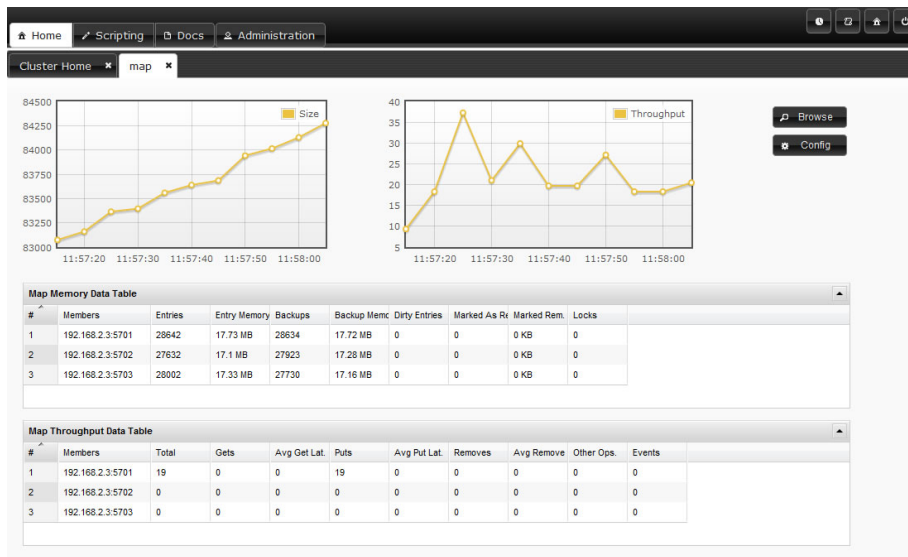 Home Scripting Docs Administration
Cluster Home map
84500
84250
84000
83750
83500
83250
83000
Size
11:57:20 11:57:30 11:57:40 11:57:50 11:58:00
40
35
30
25
20
15
10
5
Throughput
11:57:20 11:57:30 11:57:40 11:57:50 11:58:00
Browse
Config
Map Memory Data Table
# Members Entries Entry Memory Backups Backup Memo Dirty Entries Marked As Re Marked Rem. Locks
1 192.168.2.3:5701 28642 17.73 MB 28634 17.72 MB 0 0 0 KB 0
2 192.168.2.3:5702 27632 17.1 MB 27923 17.28 MB 0 0 0 KB 0
3 192.168.2.3:5703 28002 17.33 MB 27730 17.16 MB 0 0 0 KB 0
Map Throughput Data Table
# Members Total Gets Avg Get Lat. Puts Avg Put Lat. Removes Avg Remove Other Ops. Events
1 192.168.2.3:5701 19 0 0 19 0 0 0 0 0
2 192.168.2.3:5702 0 0 0 0 0 0 0 0 0
3 192.168.2.3:5703 0 0 0 0 0 0 0 0 0